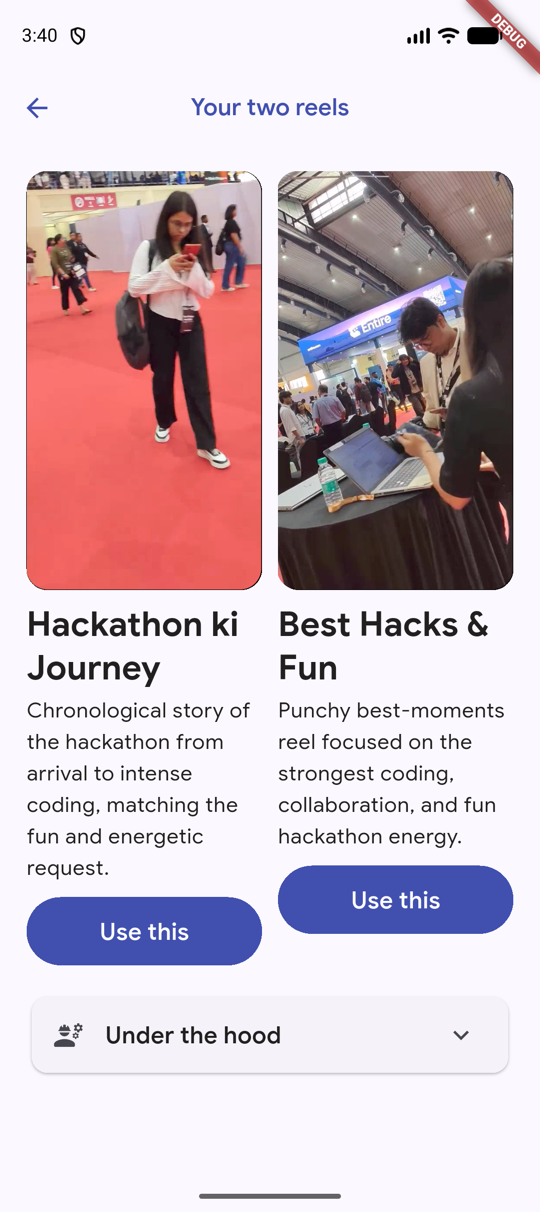 3:40
DEBUG
Your two reels
Entire
Hackathon ki
Journey
Chronological story of
the hackathon from
arrival to intense
coding, matching the
fun and energetic
request.
Use this
Best Hacks &
Fun
Punchy best-moments
reel focused on the
strongest coding,
collaboration, and fun
hackathon energy.
Use this
Under the hood